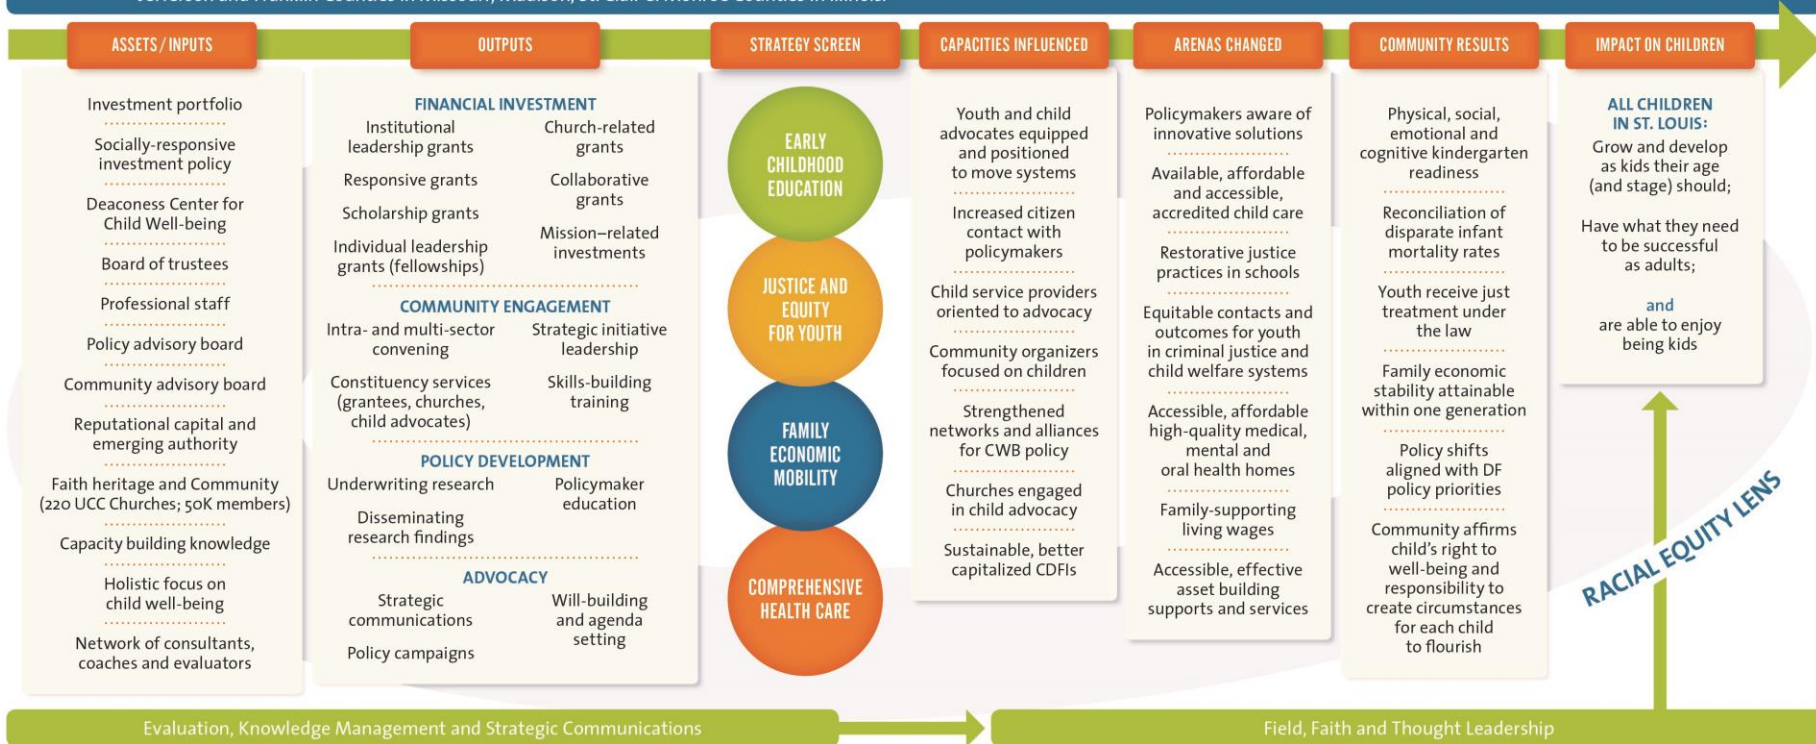 Jefferson and Franklin Counties in Missouri; Madison, St. Clair & Monroe Counties in Illinois.
ASSETS / INPUTS
Investment portfolio
Socially-responsive
investment policy
Deaconess Center for
Child Well-being
Board of trustees
Professional staff
Policy advisory board
Community advisory board
Reputational capital and
emerging authority
Faith heritage and Community
(220 UCC Churches; 50K members)
Capacity building knowledge
Holistic focus on
child well-being
Network of consultants,
coaches and evaluators
OUTPUTS
FINANCIAL INVESTMENT
Institutional
leadership grants
Responsive grants
Scholarship grants
Individual leadership
grants (fellowships)
Church-related
grants
Collaborative
grants
Mission–related
investments
COMMUNITY ENGAGEMENT
Intra- and multi-sector
convening
Constituency services
(grantees, churches,
child advocates)
Strategic initiative
leadership
Skills-building
training
POLICY DEVELOPMENT
Underwriting research
Disseminating
research findings
Policymaker
education
ADVOCACY
Strategic
communications
Policy campaigns
Will-building
and agenda
setting
STRATEGY SCREEN
EARLY
CHILDHOOD
EDUCATION
JUSTICE AND
EQUITY
FOR YOUTH
FAMILY
ECONOMIC
MOBILITY
COMPREHENSIVE
HEALTH CARE
CAPACITIES INFLUENCED
Youth and child
advocates equipped
and positioned
to move systems
Increased citizen
contact with
policymakers
Child service providers
oriented to advocacy
Community organizers
focused on children
Strengthened
networks and alliances
for CWB policy
Churches engaged
in child advocacy
Sustainable, better
capitalized CDFIs
ARENAS CHANGED
Policymakers aware of
innovative solutions
Available, affordable
and accessible,
accredited child care
Restorative justice
practices in schools
Equitable contacts and
outcomes for youth
in criminal justice and
child welfare systems
Accessible, affordable
high-quality medical,
mental and
oral health homes
Family-supporting
living wages
Accessible, effective
asset building
supports and services
COMMUNITY RESULTS
Physical, social,
emotional and
cognitive kindergarten
readiness
Reconciliation of
disparate infant
mortality rates
Youth receive just
treatment under
the law
Family economic
stability attainable
within one generation
Policy shifts
aligned with DF
policy priorities
Community affirms
child's right to
well-being and
responsibility to
create circumstances
for each child
to flourish
IMPACT ON CHILDREN
ALL CHILDREN
IN ST. LOUIS:
Grow and develop
as kids their age
(and stage) should;
Have what they need
to be successful
as adults;
and
are able to enjoy
being kids
RACIAL EQUITY LENS
Evaluation, Knowledge Management and Strategic Communications
Field, Faith and Thought Leadership